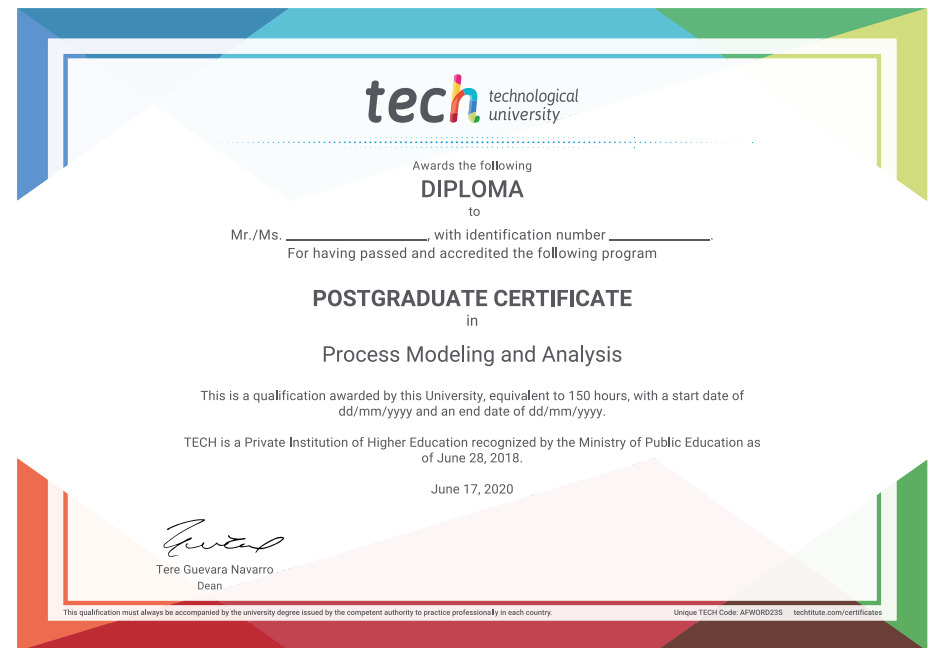 tech technological
university
Awards the following
DIPLOMA
to
Mr./Ms. ____________________, with identification number ______________.
For having passed and accredited the following program
POSTGRADUATE CERTIFICATE
in
Process Modeling and Analysis
This is a qualification awarded by this University, equivalent to 150 hours, with a start date of
dd/mm/yyyy and an end date of dd/mm/yyyy.
TECH is a Private Institution of Higher Education recognized by the Ministry of Public Education as
of June 28, 2018.
June 17, 2020
Tere Guevara Navarro
Dean
This qualification must always be accompanied by the university degree issued by the competent authority to practice professionally in each country. Unique TECH Code: AFWORD23S techtitute.com/certificates